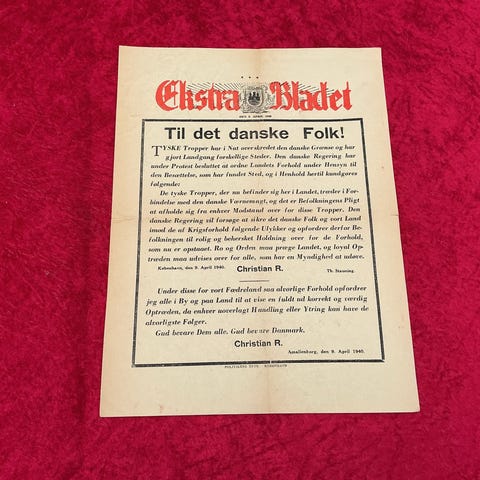 Ekstra Bladet
DEN 9. APRIL 1940
Til det danske Folk!
TYSKE Tropper har i Nat overskredet den danske Grænse og har
gjort Landgang forskellige Steder. Den danske Regering har
under Protest besluttet at ordne Landets Forhold under Hensyn til
den Besættelse, som har fundet Sted, og i Henhold hertil kundgøres
følgende:
De tyske Tropper, der nu befinder sig her i Landet, træder i For-
bindelse med den danske Værnemagt, og det er Befolkningens Pligt
at afholde sig fra enhver Modstand over for disse Tropper. Den
danske Regering vil forsøge at sikre det danske Folk og vort Land
imod de af Krigsforhold følgende Ulykker og opfordrer derfor Be-
folkningen til rolig og behersket Holdning over for de Forhold,
som nu er opstaaet. Ro og Orden maa præge Landet, og loyal Op-
træden maa udvises over for alle, som har en Myndighed at udøve.
København, den 9. April 1940.
Christian R.
Th. Stauning.
Under disse for vort Fædreland saa alvorlige Forhold opfordrer
jeg alle i By og paa Land til at vise en fuldt ud korrekt og værdig
Optræden, da enhver uoverlagt Handling eller Ytring kan have de
alvorligste Følger.
Gud bevare Dem alle. Gud bevare Danmark.
Christian R.
Amalienborg, den 9. April 1940.
POLITIKENS TRYK - KØBENHAVN